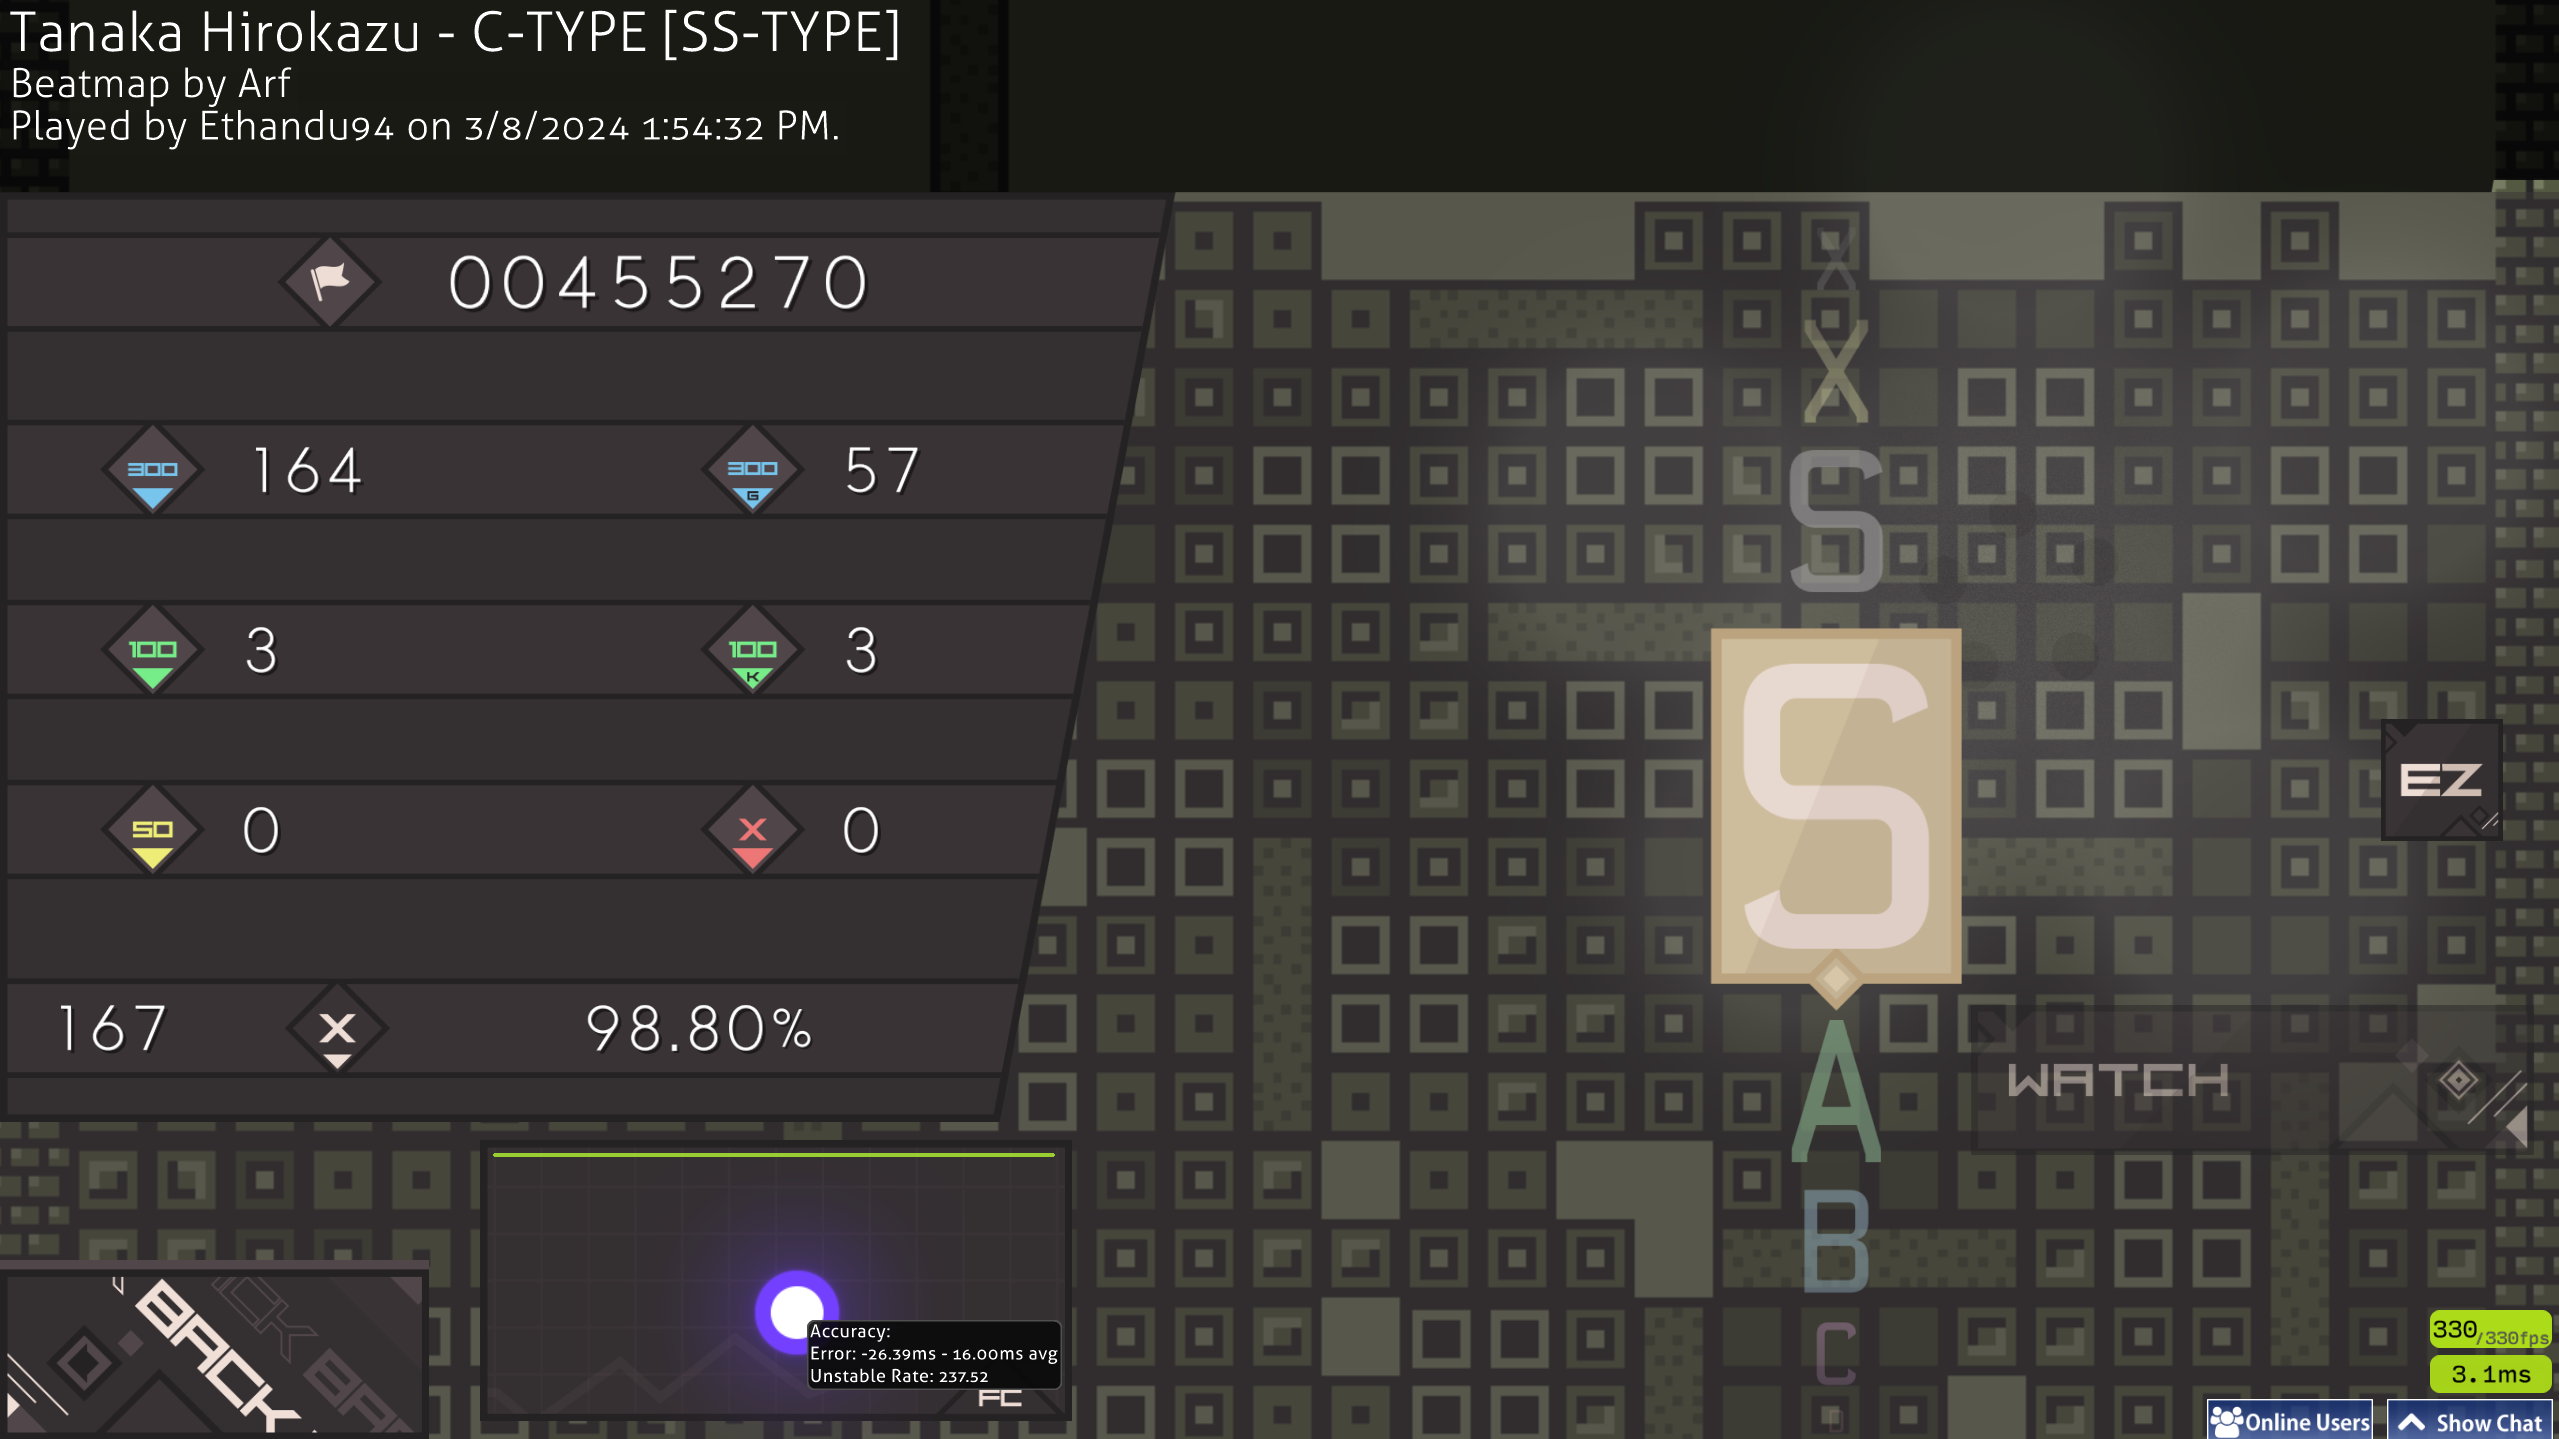 Tanaka Hirokazu - C-TYPE [SS-TYPE]
Beatmap by Arf
Played by Ethandu94 on 3/8/2024 1:54:32 PM.
00455270
300 164 300 G 57
100 3 100 K 3
50 0 X 0
167 X 98.80%
X
X
S
S
A
B
C
D
EZ
WATCH
BACK
BACK
BACK
Accuracy:
Error: -26.39ms - 16.00ms avg
Unstable Rate: 237.52
FC
330/330fps
3.1ms
Online Users
Show Chat